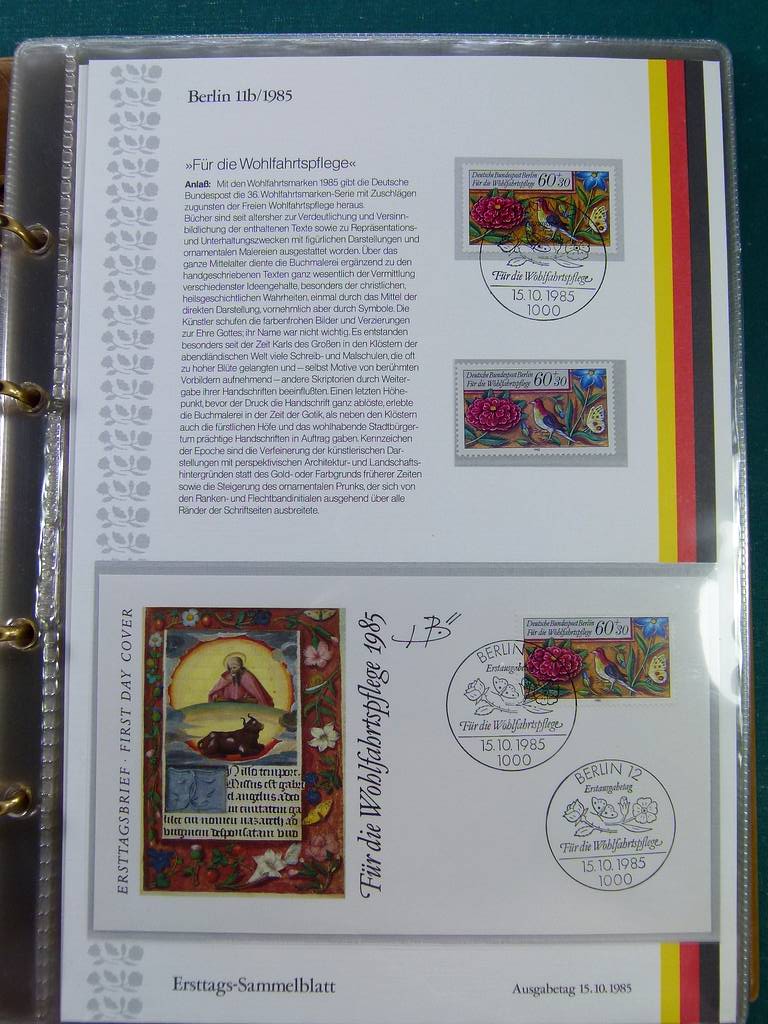 Berlin 11b/1985
»Für die Wohlfahrtspflege«
Anlaß: Mit den Wohlfahrtsmarken 1985 gibt die Deutsche
Bundespost die 36. Wohlfahrtsmarken-Serie mit Zuschlägen
zugunsten der Freien Wohlfahrtspflege heraus.
Bücher sind seit altersher zur Verdeutlichung und Versinn-
bildlichung der enthaltenen Texte sowie zu Repräsentations-
und Unterhaltungszwecken mit figürlichen Darstellungen und
ornamentalen Malereien ausgestattet worden. Über das
ganze Mittelalter diente die Buchmalerei ergänzend zu den
handgeschriebenen Texten ganz wesentlich der Vermittlung
verschiedenster Ideengehalte, besonders der christlichen,
heilsgeschichtlichen Wahrheiten, einmal durch das Mittel der
direkten Darstellung, vornehmlich aber durch Symbole. Die
Künstler schufen die farbenfrohen Bilder und Verzierungen
zur Ehre Gottes; ihr Name war nicht wichtig. Es entstanden
besonders seit der Zeit Karls des Großen in den Klöstern der
abendländischen Welt viele Schreib- und Malschulen, die oft
zu hoher Blüte gelangten und – selbst Motive von berühmten
Vorbildern aufnehmend – andere Skriptorien durch Weiter-
gabe ihrer Handschriften beeinflußten. Einen letzten Höhe-
punkt, bevor der Druck die Handschrift ganz ablöste, erlebte
die Buchmalerei in der Zeit der Gotik, als neben den Klöstern
auch die fürstlichen Höfe und das wohlhabende Stadtbürger-
tum prächtige Handschriften in Auftrag gaben. Kennzeichen
der Epoche sind die Verfeinerung der künstlerischen Dar-
stellungen mit perspektivischen Architektur- und Landschafts-
hintergründen statt des Gold- oder Farbgrunds früherer Zeiten
sowie die Steigerung des ornamentalen Prunks, der sich von
den Ranken- und Flechtbandinitialen ausgehend über alle
Ränder der Schriftseiten ausbreitete.
Deutsche Bundespost Berlin
Für die Wohlfahrtspflege
60+30
Für die Wohlfahrtspflege
15.10.1985
1000
Deutsche Bundespost Berlin
Für die Wohlfahrtspflege
60+30
ERSTTAGSBRIEF · FIRST DAY COVER
Für die Wohlfahrtspflege 1985
Deutsche Bundespost Berlin
Für die Wohlfahrtspflege
60+30
BERLIN
Erstausgabe
Für die Wohlfahrtspflege
15.10.1985
1000
BERLIN 12
Erstausgabetag
Für die Wohlfahrtspflege
15.10.1985
1000
Ersttags-Sammelblatt
Ausgabetag 15.10.1985